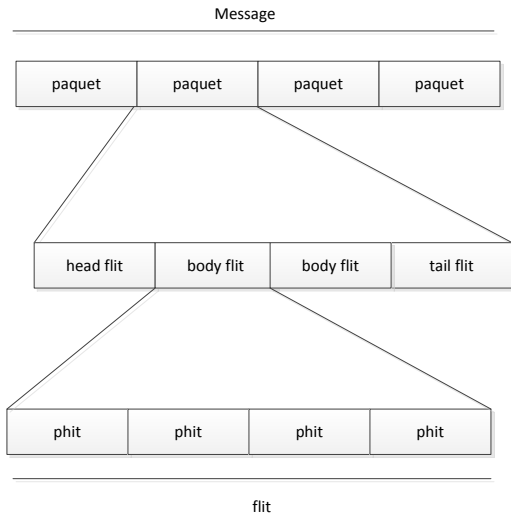 Message
paquet paquet paquet paquet
head flit body flit body flit tail flit
phit phit phit phit
flit